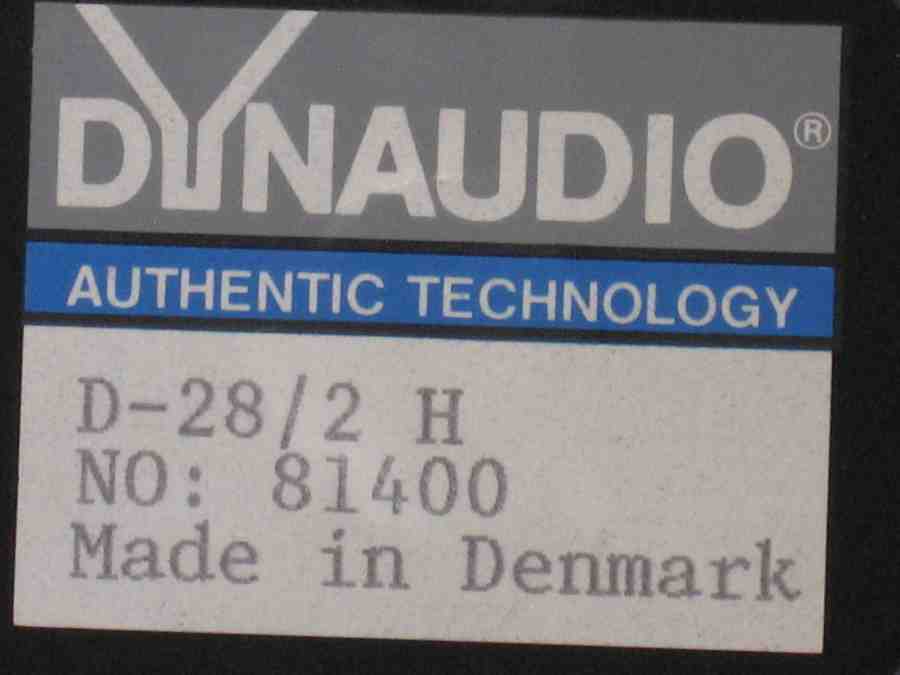 DYNAUDIO®
AUTHENTIC TECHNOLOGY
D-28/2 H
NO: 81400
Made in Denmark